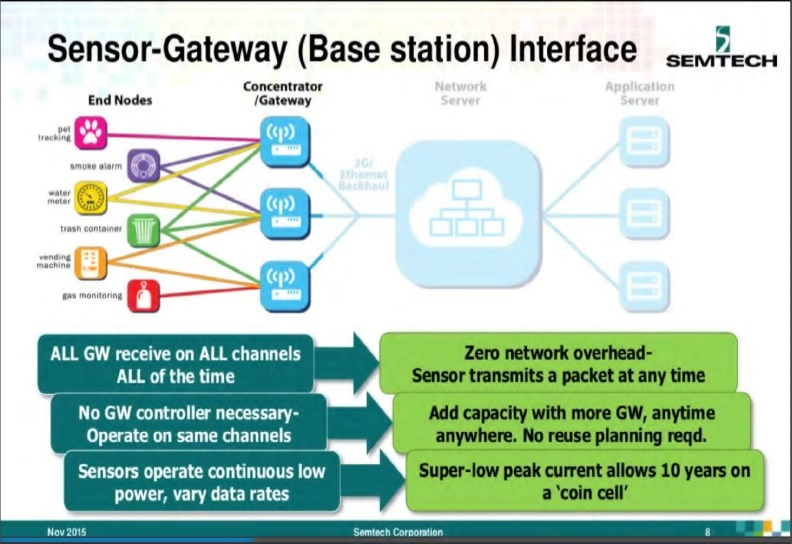 Sensor-Gateway (Base station) Interface
SEMTECH
End Nodes
Concentrator
/Gateway
Network
Server
Application
Server
pet
tracking
smoke alarm
water
meter
trash container
vending
machine
gas monitoring
3G/
Ethernet
Backhaul
ALL GW receive on ALL channels
ALL of the time
Zero network overhead-
Sensor transmits a packet at any time
No GW controller necessary-
Operate on same channels
Add capacity with more GW, anytime
anywhere. No reuse planning reqd.
Sensors operate continuous low
power, vary data rates
Super-low peak current allows 10 years on
a ‘coin cell’
Nov 2015
Semtech Corporation
8